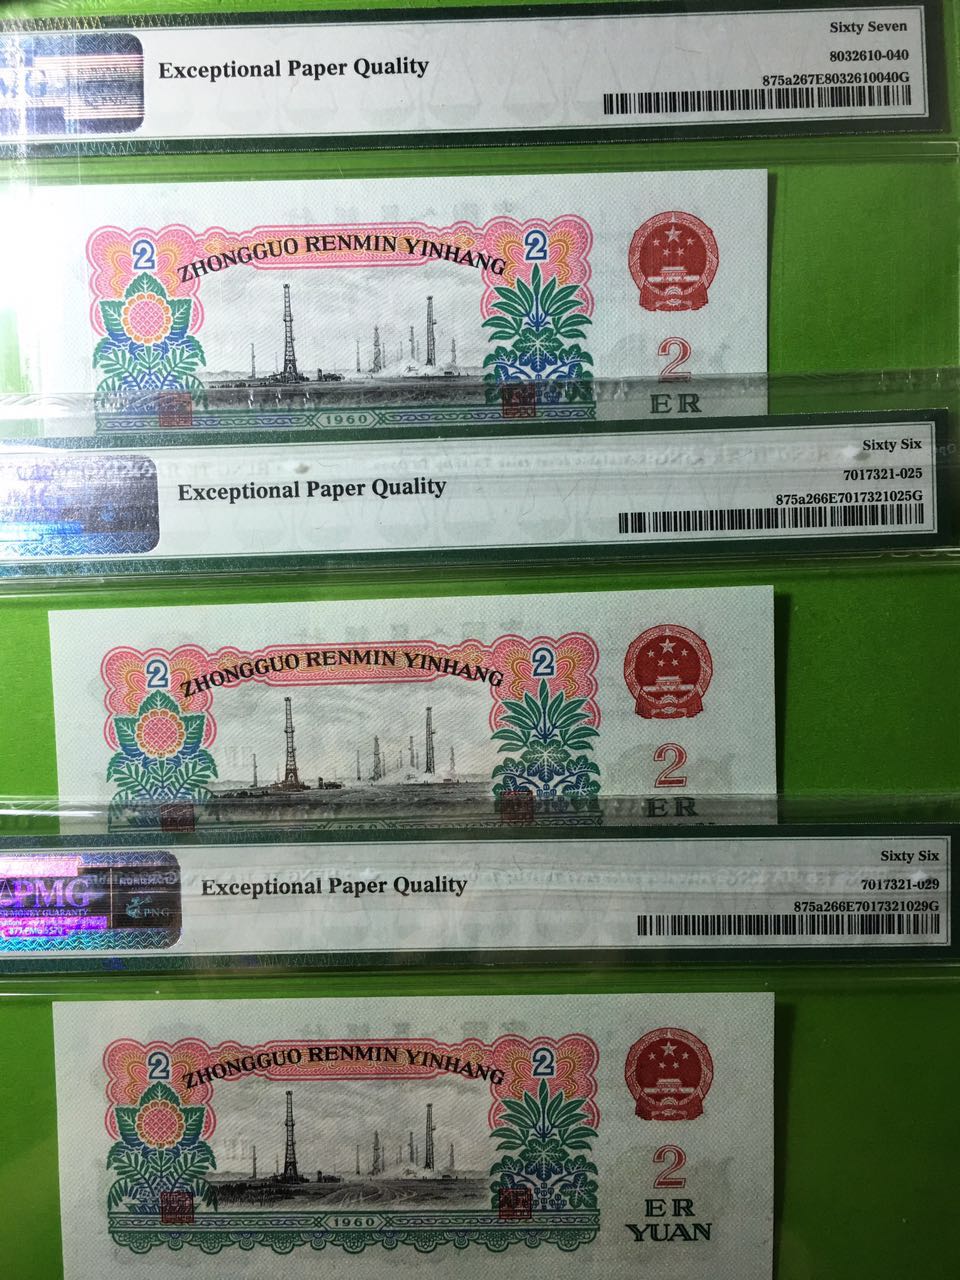 Sixty Seven
8032610-040
Exceptional Paper Quality
875a267E8032610040G
2 ZHONGGUO RENMIN YINHANG 2
2
1960
ER
Sixty Six
7017321-025
Exceptional Paper Quality
875a266E7017321025G
2 ZHONGGUO RENMIN YINHANG 2
2
ER
1960
Sixty Six
Exceptional Paper Quality
7017321-029
PMG
875a266E7017321029G
PNG
2 ZHONGGUO RENMIN YINHANG 2
2
ER
1960
YUAN